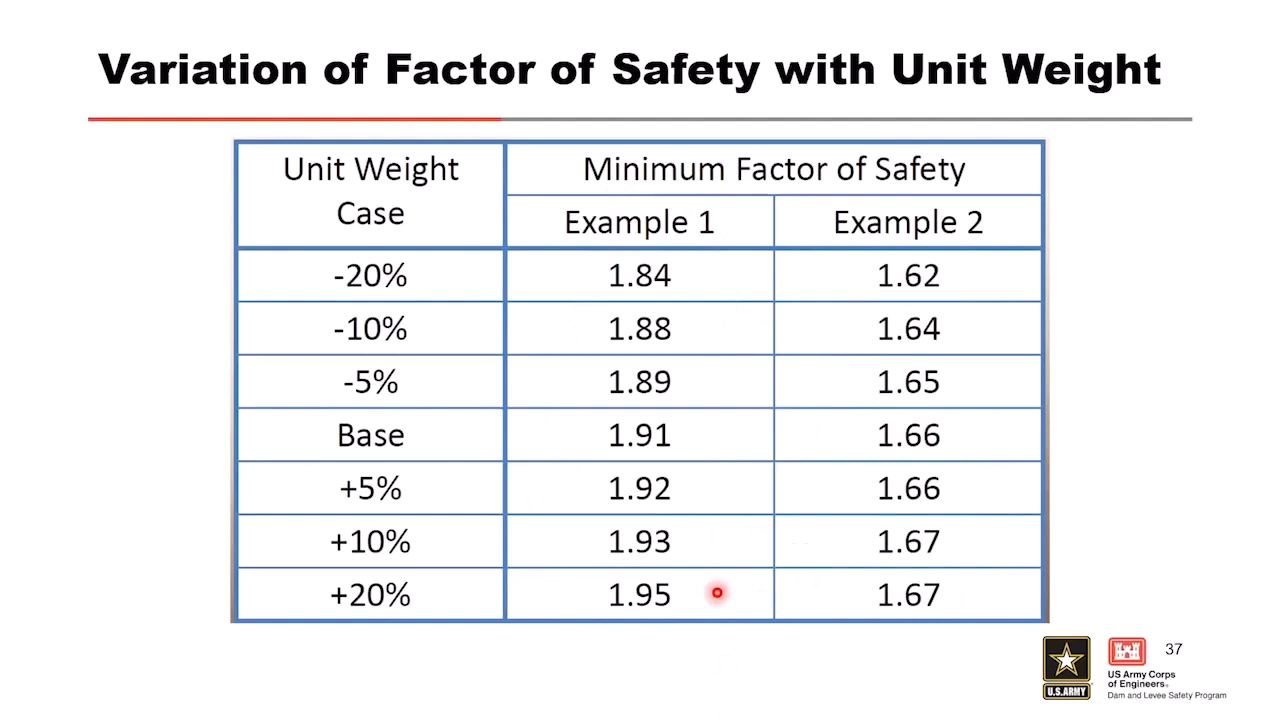 Variation of Factor of Safety with Unit Weight
Unit Weight
Case
Minimum Factor of Safety
Example 1
Example 2
-20%
1.84
1.62
-10%
1.88
1.64
-5%
1.89
1.65
Base
1.91
1.66
+5%
1.92
1.66
+10%
1.93
1.67
+20%
1.95
1.67
U.S.ARMY
US Army Corps
of Engineers®
Dam and Levee Safety Program
37